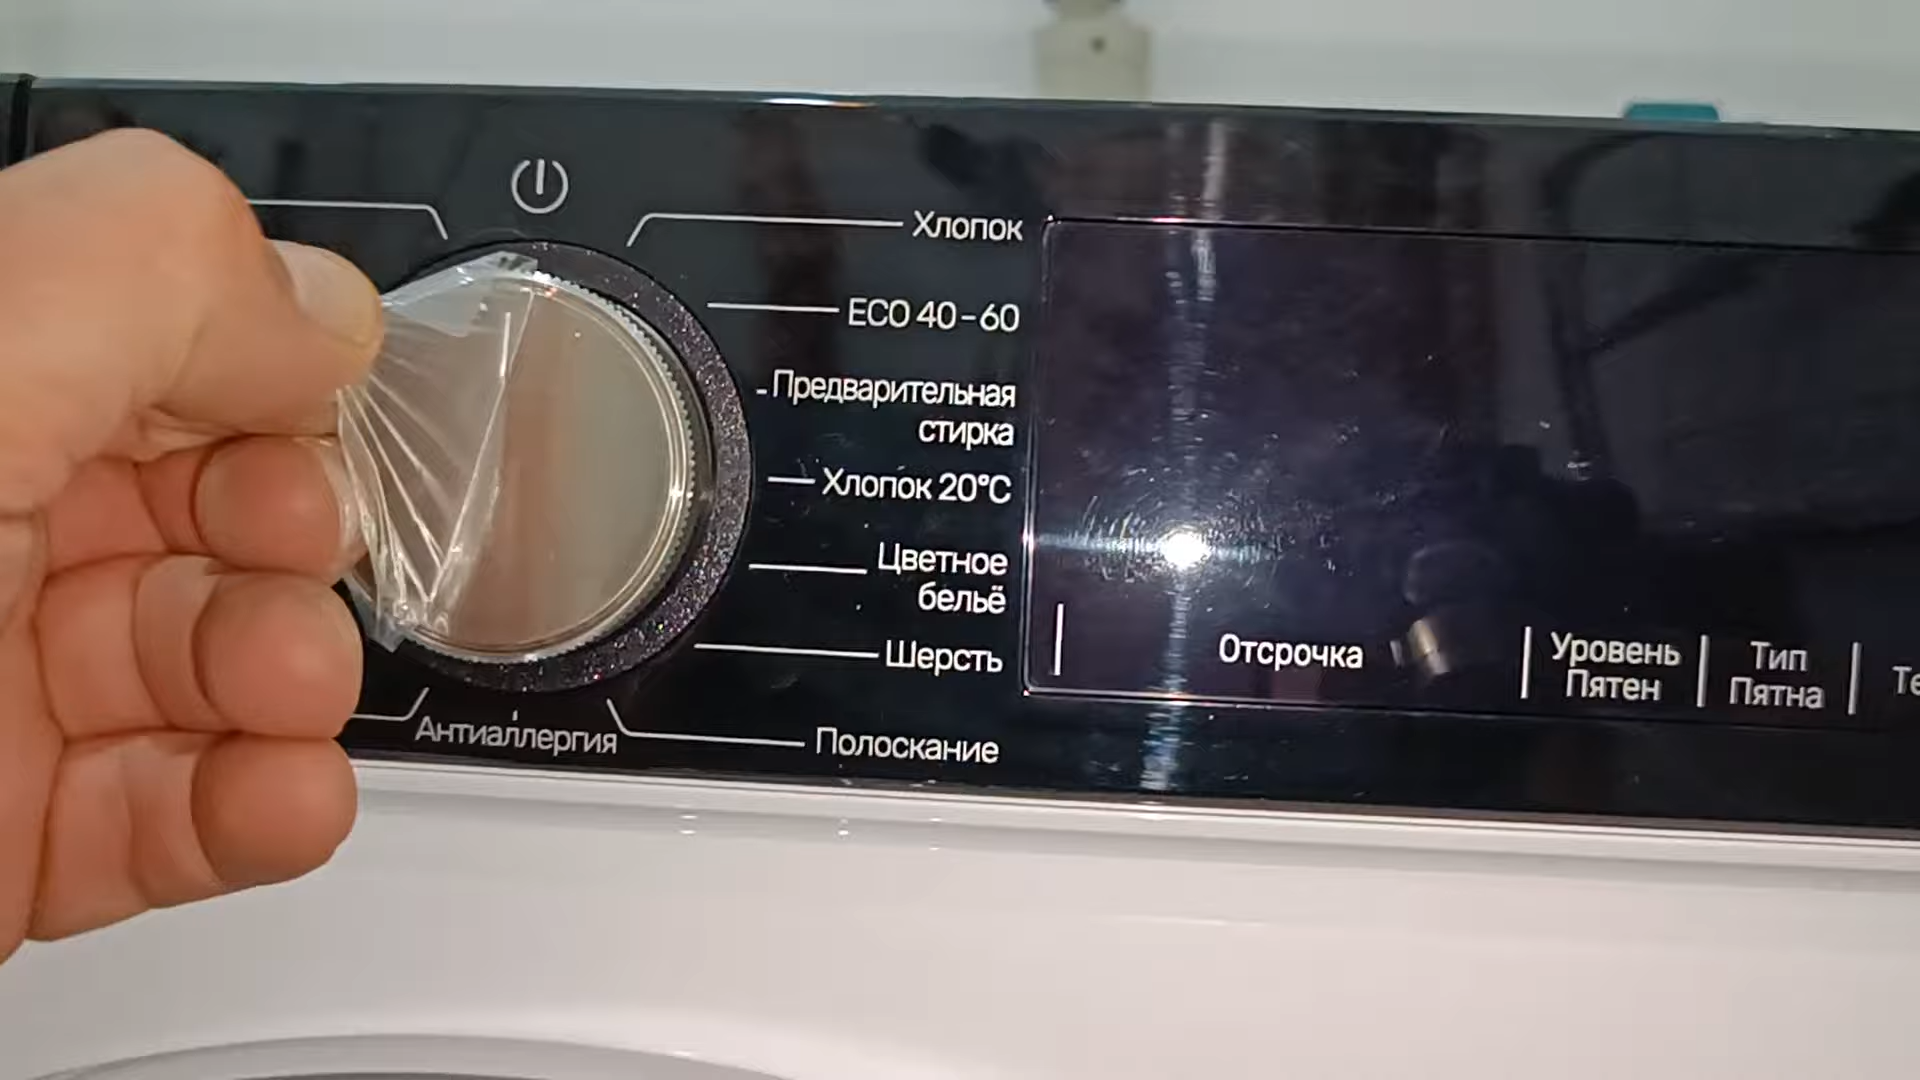 Хлопок
ECO 40-60
Предварительная
стирка
Хлопок 20°C
Цветное
бельё
Шерсть
Полоскание
Антиаллергия
Отсрочка
Уровень
Пятен
Тип
Пятна